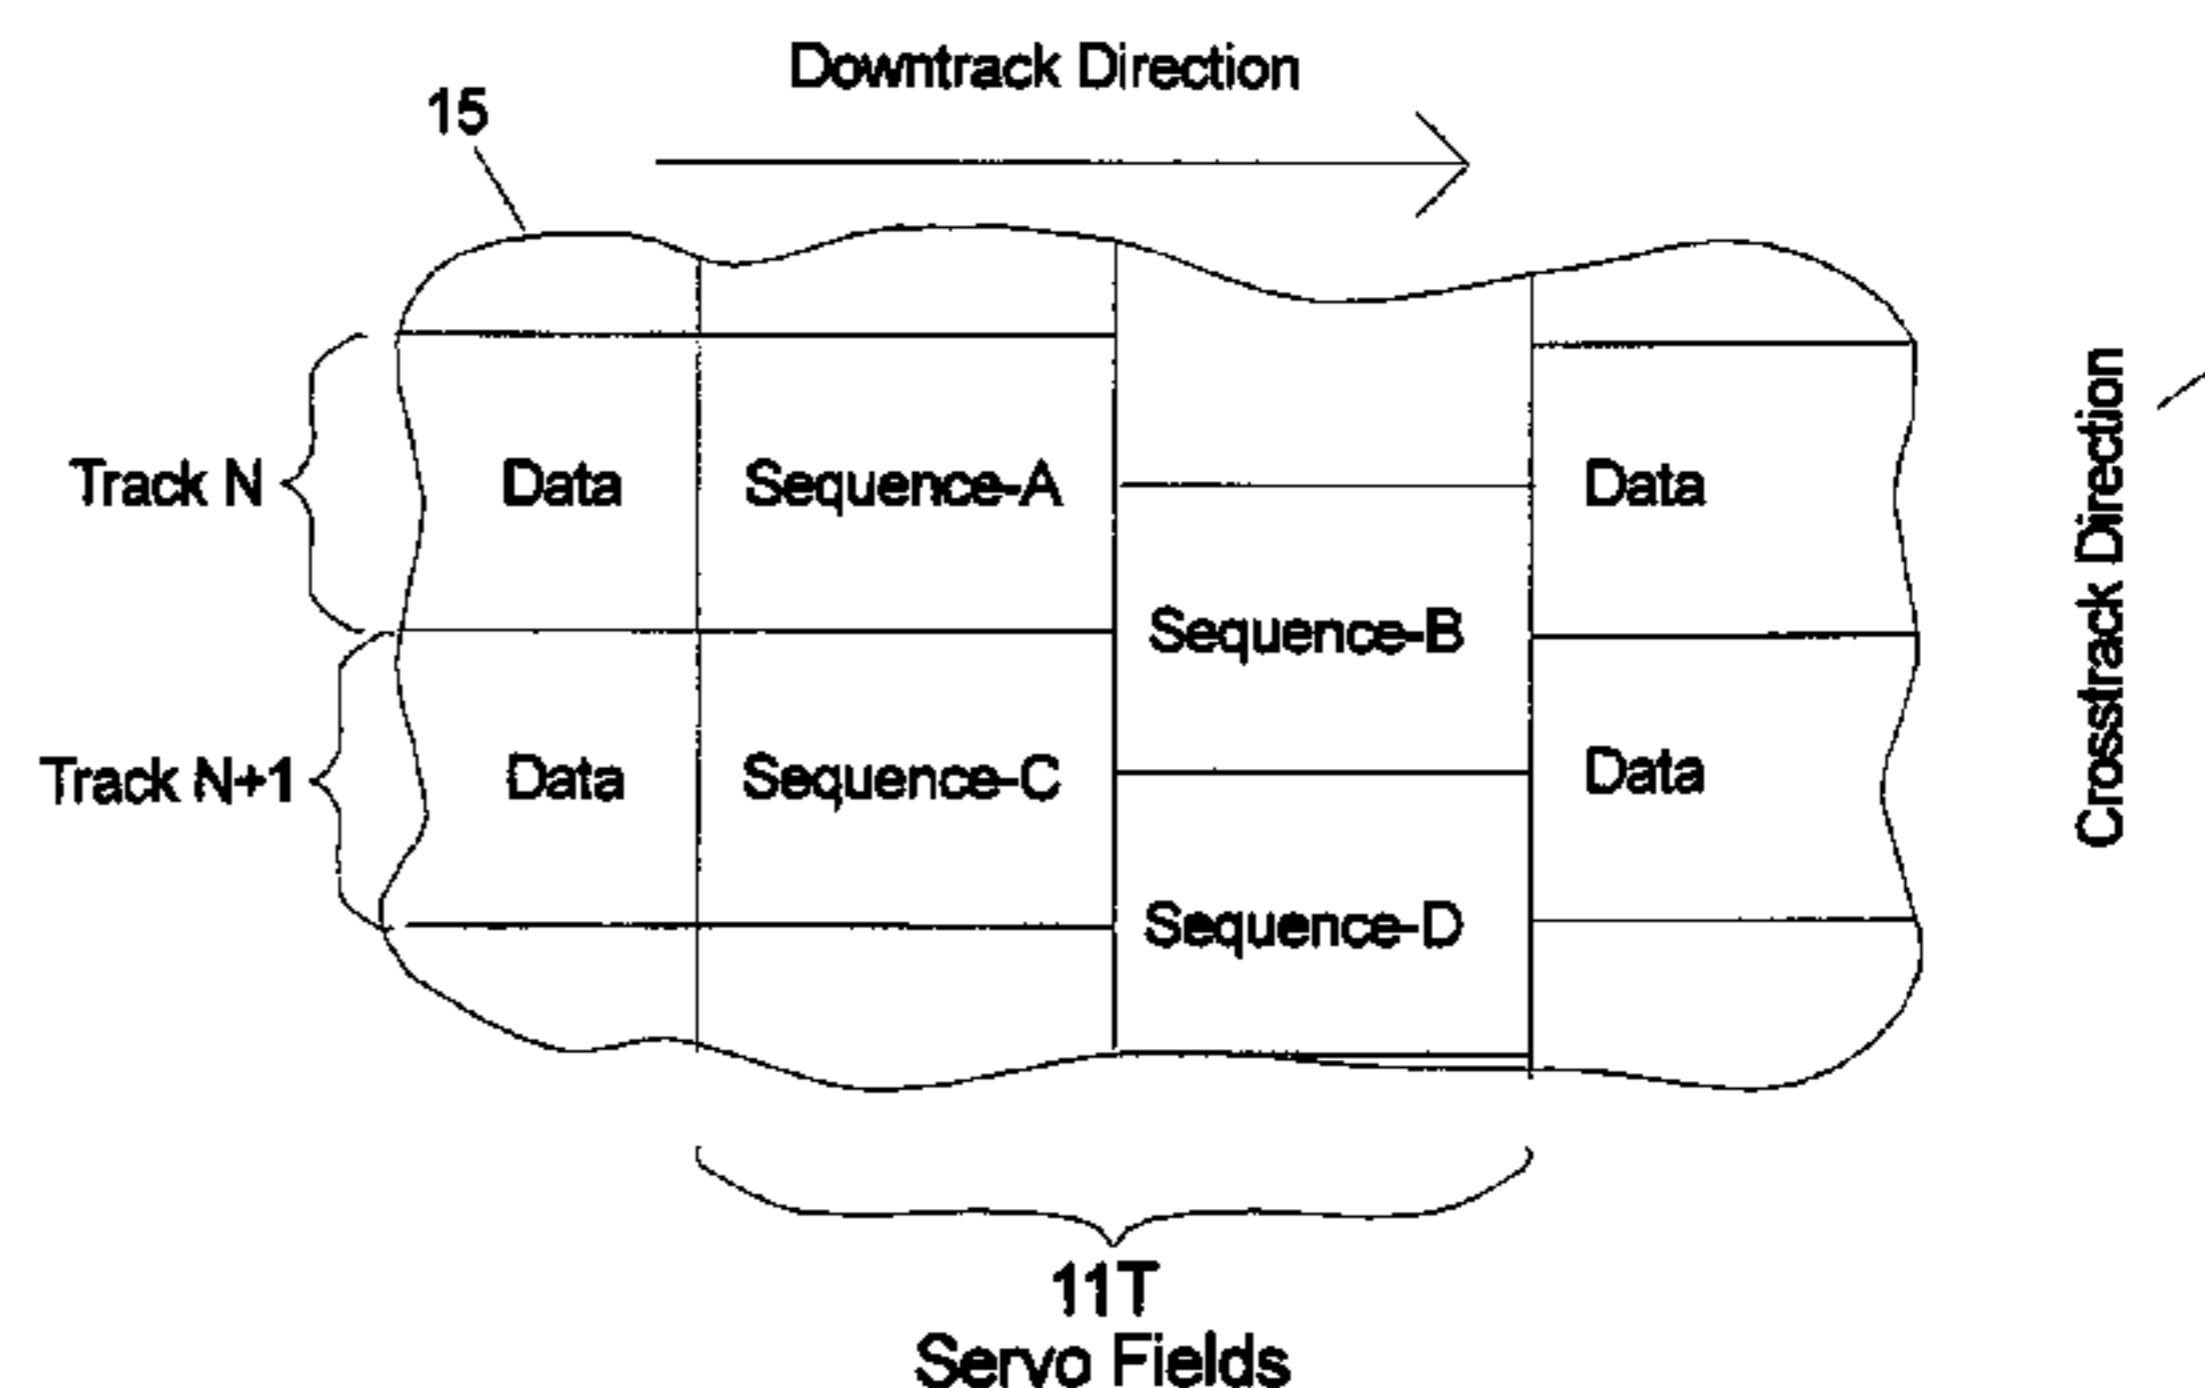 Downtrack Direction
15
Track N
Data
Sequence-A
Data
Sequence-B
Track N+1
Data
Sequence-C
Data
Sequence-D
Crosstrack Direction
11T
Servo Fields